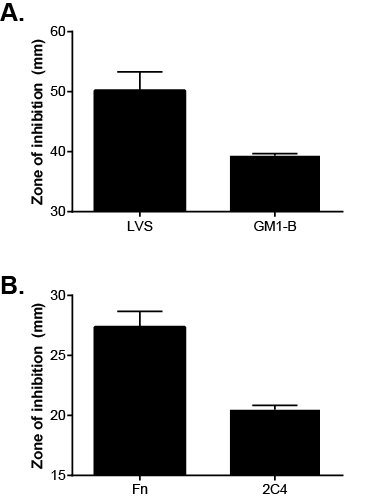 A.
Zone of inhibition (mm)
60
50
40
30
LVS GM1-B
B.
Zone of inhibition (mm)
30
25
20
15
Fn 2C4